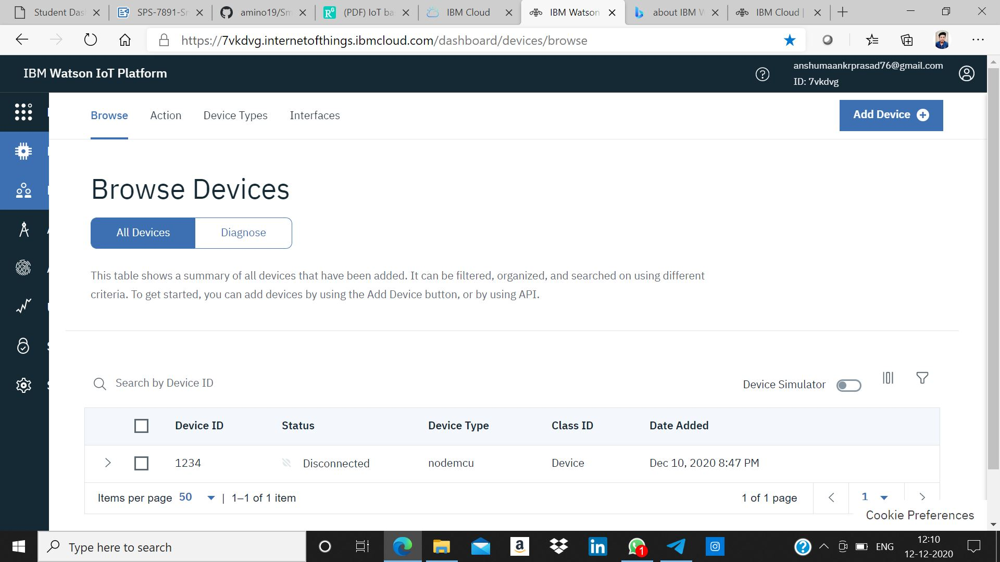 Student Das
SPS-7891-Sm
amino19/Sm
(PDF) IoT ba
IBM Cloud
IBM Watson
about IBM W
IBM Cloud |
https://7vkdvg.internetofthings.ibmcloud.com/dashboard/devices/browse
IBM Watson IoT Platform
anshumaankrprasad76@gmail.com
ID: 7vkdvg
Browse Action Device Types Interfaces
Add Device
Browse Devices
All Devices Diagnose
This table shows a summary of all devices that have been added. It can be filtered, organized, and searched on using different
criteria. To get started, you can add devices by using the Add Device button, or by using API.
Search by Device ID
Device Simulator
Device ID Status Device Type Class ID Date Added
1234 Disconnected nodemcu Device Dec 10, 2020 8:47 PM
Items per page 50 | 1–1 of 1 item
1 of 1 page 1
Cookie Preferences
Type here to search
1
ENG
12:10
12-12-2020